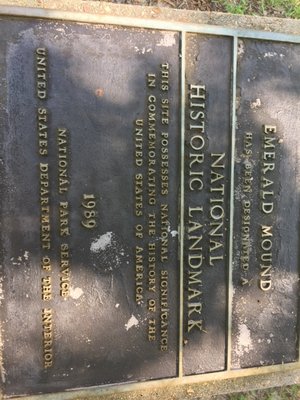 EMERALD MOUND
HAS BEEN DESIGNATED A
NATIONAL
HISTORIC LANDMARK
THIS SITE POSSESSES NATIONAL SIGNIFICANCE
IN COMMEMORATING THE HISTORY OF THE
UNITED STATES OF AMERICA
1989
NATIONAL PARK SERVICE
UNITED STATES DEPARTMENT OF THE INTERIOR